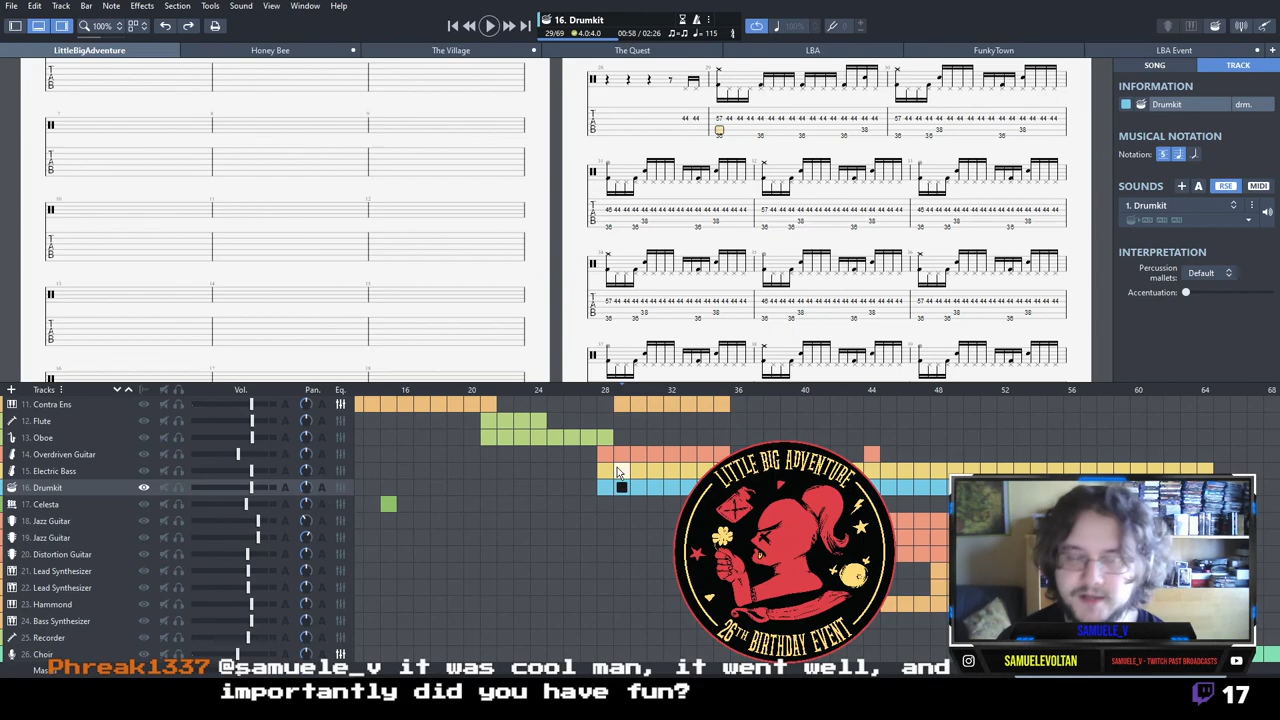 File Edit Track Bar Note Effects Section Tools Sound View Window Help
100%
16. Drumkit
29/69 4.0:4.0 00:58 / 02:26 = 115
100%
LittleBigAdventure Honey Bee The Village The Quest LBA FunkyTown LBA Event
SONG TRACK
INFORMATION
Drumkit drm.
MUSICAL NOTATION
Notation:
SOUNDS RSE MIDI
1. Drumkit
INTERPRETATION
Percussion mallets: Default
Accentuation:
Tracks Vol. Pan. Eq. 16 20 24 28 32 36 40 44 48 52 56 60 64
11. Contra Ens
12. Flute
13. Oboe
14. Overdriven Guitar
15. Electric Bass
16. Drumkit
17. Celesta
18. Jazz Guitar
19. Jazz Guitar
20. Distortion Guitar
21. Lead Synthesizer
22. Lead Synthesizer
23. Hammond
24. Bass Synthesizer
25. Recorder
26. Choir
LITTLE BIG ADVENTURE
26TH BIRTHDAY EVENT
SAMUELE_V
SAMUELEVOLTAN SAMUELE_V - TWITCH PAST BROADCASTS
Phreak1337 @samuele_v it was cool man, it went well, and
importantly did you have fun?
17